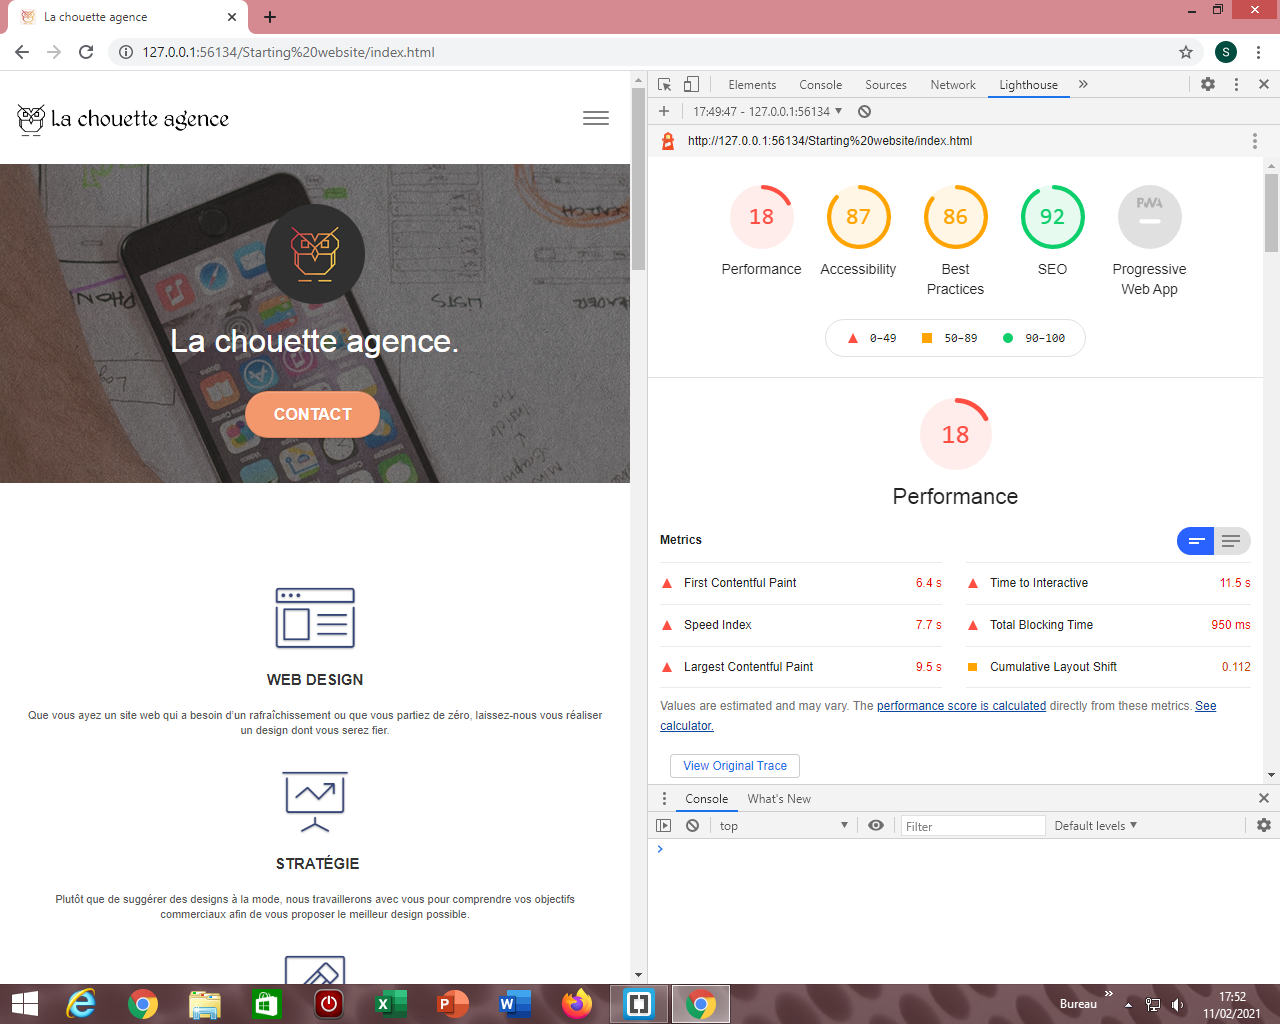 La chouette agence
127.0.0.1:56134/Starting%20website/index.html
S
Elements Console Sources Network Lighthouse
17:49:47 - 127.0.0.1:56134
http://127.0.0.1:56134/Starting%20website/index.html
La chouette agence
PHONE
LISTS
La chouette agence.
CONTACT
WEB DESIGN
Que vous ayez un site web qui a besoin d'un rafraîchissement ou que vous partiez de zéro, laissez-nous vous réaliser
un design dont vous serez fier.
STRATÉGIE
Plutôt que de suggérer des designs à la mode, nous travaillerons avec vous pour comprendre vos objectifs
commerciaux afin de vous proposer le meilleur design possible.
18 87 86 92 PWA
Performance Accessibility Best Practices SEO Progressive Web App
0–49 50–89 90–100
18
Performance
Metrics
First Contentful Paint 6.4 s Time to Interactive 11.5 s
Speed Index 7.7 s Total Blocking Time 950 ms
Largest Contentful Paint 9.5 s Cumulative Layout Shift 0.112
Values are estimated and may vary. The performance score is calculated directly from these metrics. See
calculator.
View Original Trace
Console What's New
top Filter Default levels
Bureau 17:52
11/02/2021